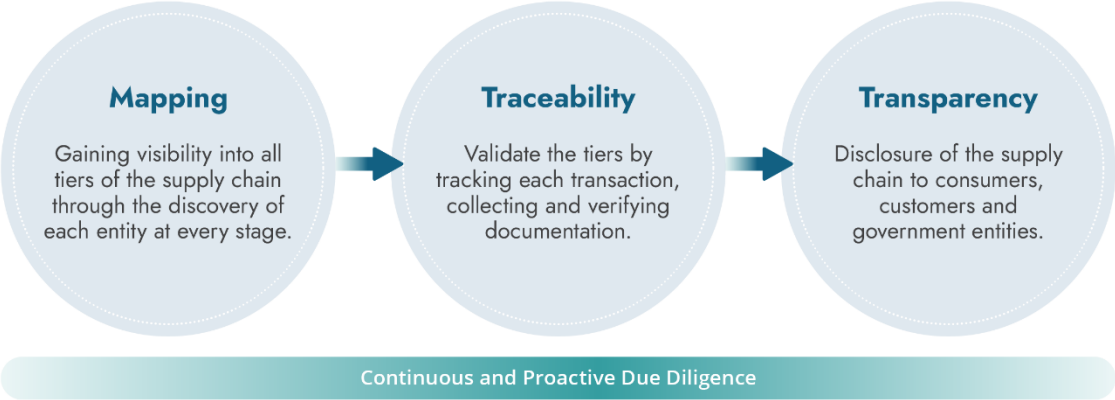 Mapping
Gaining visibility into all
tiers of the supply chain
through the discovery of
each entity at every stage.
Traceability
Validate the tiers by
tracking each transaction,
collecting and verifying
documentation.
Transparency
Disclosure of the supply
chain to consumers,
customers and
government entities.
Continuous and Proactive Due Diligence